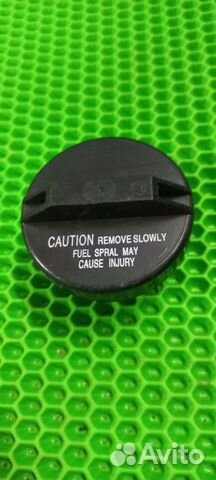 CAUTION REMOVE SLOWLY
FUEL SPRAL MAY
CAUSE INJURY
Avito